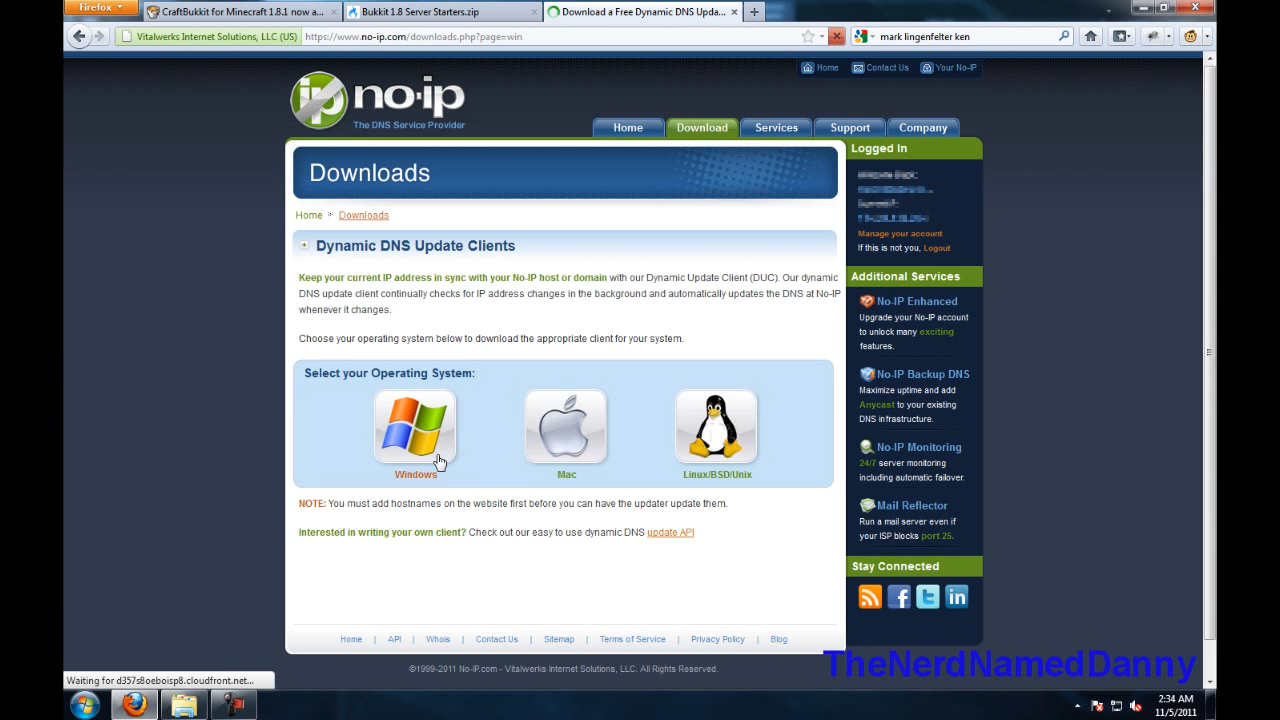 Firefox
CraftBukkit for Minecraft 1.8.1 now a...
Bukkit 1.8 Server Starters.zip
Download a Free Dynamic DNS Upda...
Vitalwerks Internet Solutions, LLC (US)
https://www.no-ip.com/downloads.php?page=win
mark lingenfelter ken
Home
Contact Us
Your No-IP
no-ip
The DNS Service Provider
Home
Download
Services
Support
Company
Downloads
Home
Downloads
Dynamic DNS Update Clients
Keep your current IP address in sync with your No-IP host or domain with our Dynamic Update Client (DUC). Our dynamic
DNS update client continually checks for IP address changes in the background and automatically updates the DNS at No-IP
whenever it changes.
Choose your operating system below to download the appropriate client for your system.
Select your Operating System:
Windows
Mac
Linux/BSD/Unix
NOTE: You must add hostnames on the website first before you can have the updater update them.
Interested in writing your own client? Check out our easy to use dynamic DNS update API
Logged In
Manage your account
If this is not you, Logout
Additional Services
No-IP Enhanced
Upgrade your No-IP account
to unlock many exciting
features.
No-IP Backup DNS
Maximize uptime and add
Anycast to your existing
DNS infrastructure.
No-IP Monitoring
24/7 server monitoring
including automatic failover.
Mail Reflector
Run a mail server even if
your ISP blocks port 25.
Stay Connected
Home | API | Whois | Contact Us | Sitemap | Terms of Service | Privacy Policy | Blog
©1999-2011 No-IP.com - Vitalwerks Internet Solutions, LLC. All Rights Reserved.
TheNerdNamedDanny
Waiting for d357s8oeboisp8.cloudfront.net...
2:34 AM
11/5/2011